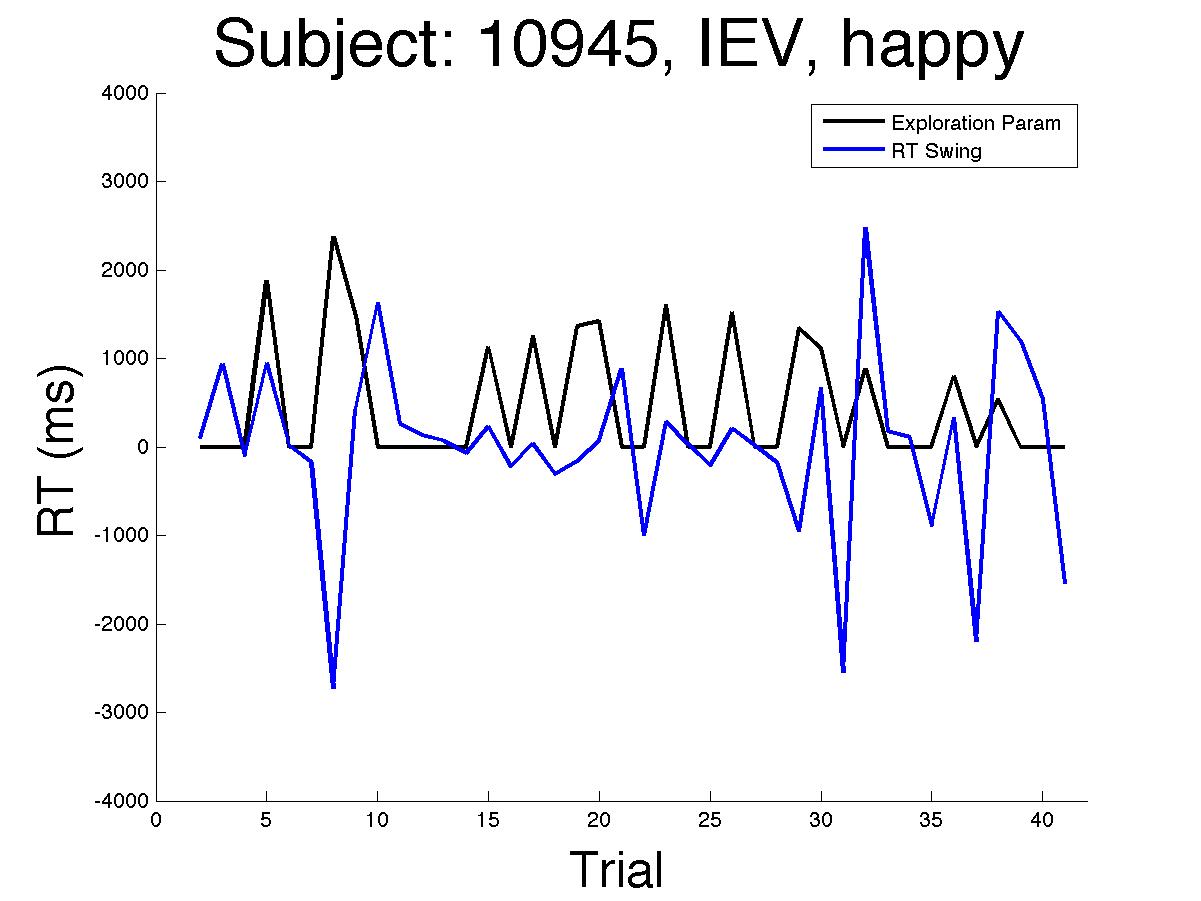 Subject: 10945, IEV, happy
Exploration Param
RT Swing
4000
3000
2000
1000
0
-1000
-2000
-3000
-4000
RT (ms)
0 5 10 15 20 25 30 35 40
Trial